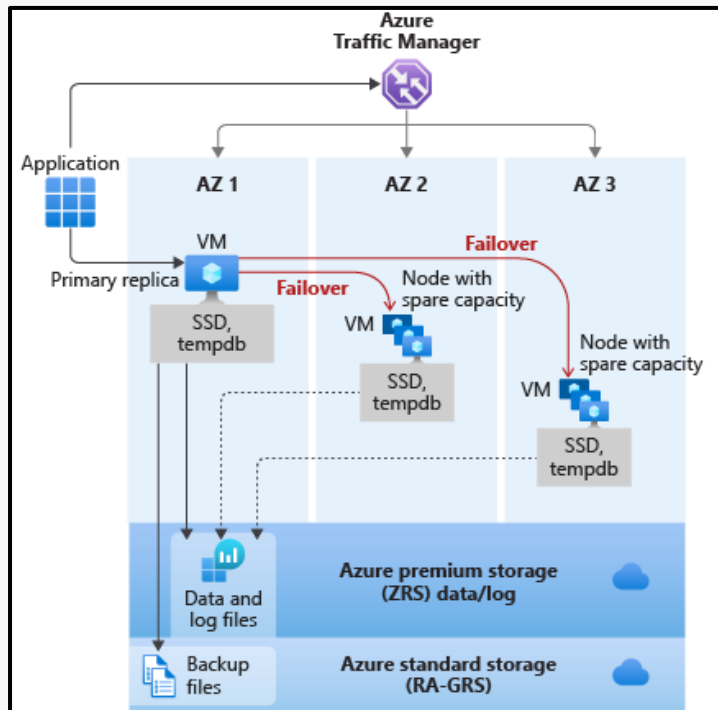 Azure
Traffic Manager
Application
AZ 1
AZ 2
AZ 3
VM
Failover
Primary replica
Failover
Node with
spare capacity
SSD,
tempdb
VM
Node with
spare capacity
SSD,
tempdb
VM
SSD,
tempdb
Data and
log files
Azure premium storage
(ZRS) data/log
Backup
files
Azure standard storage
(RA-GRS)